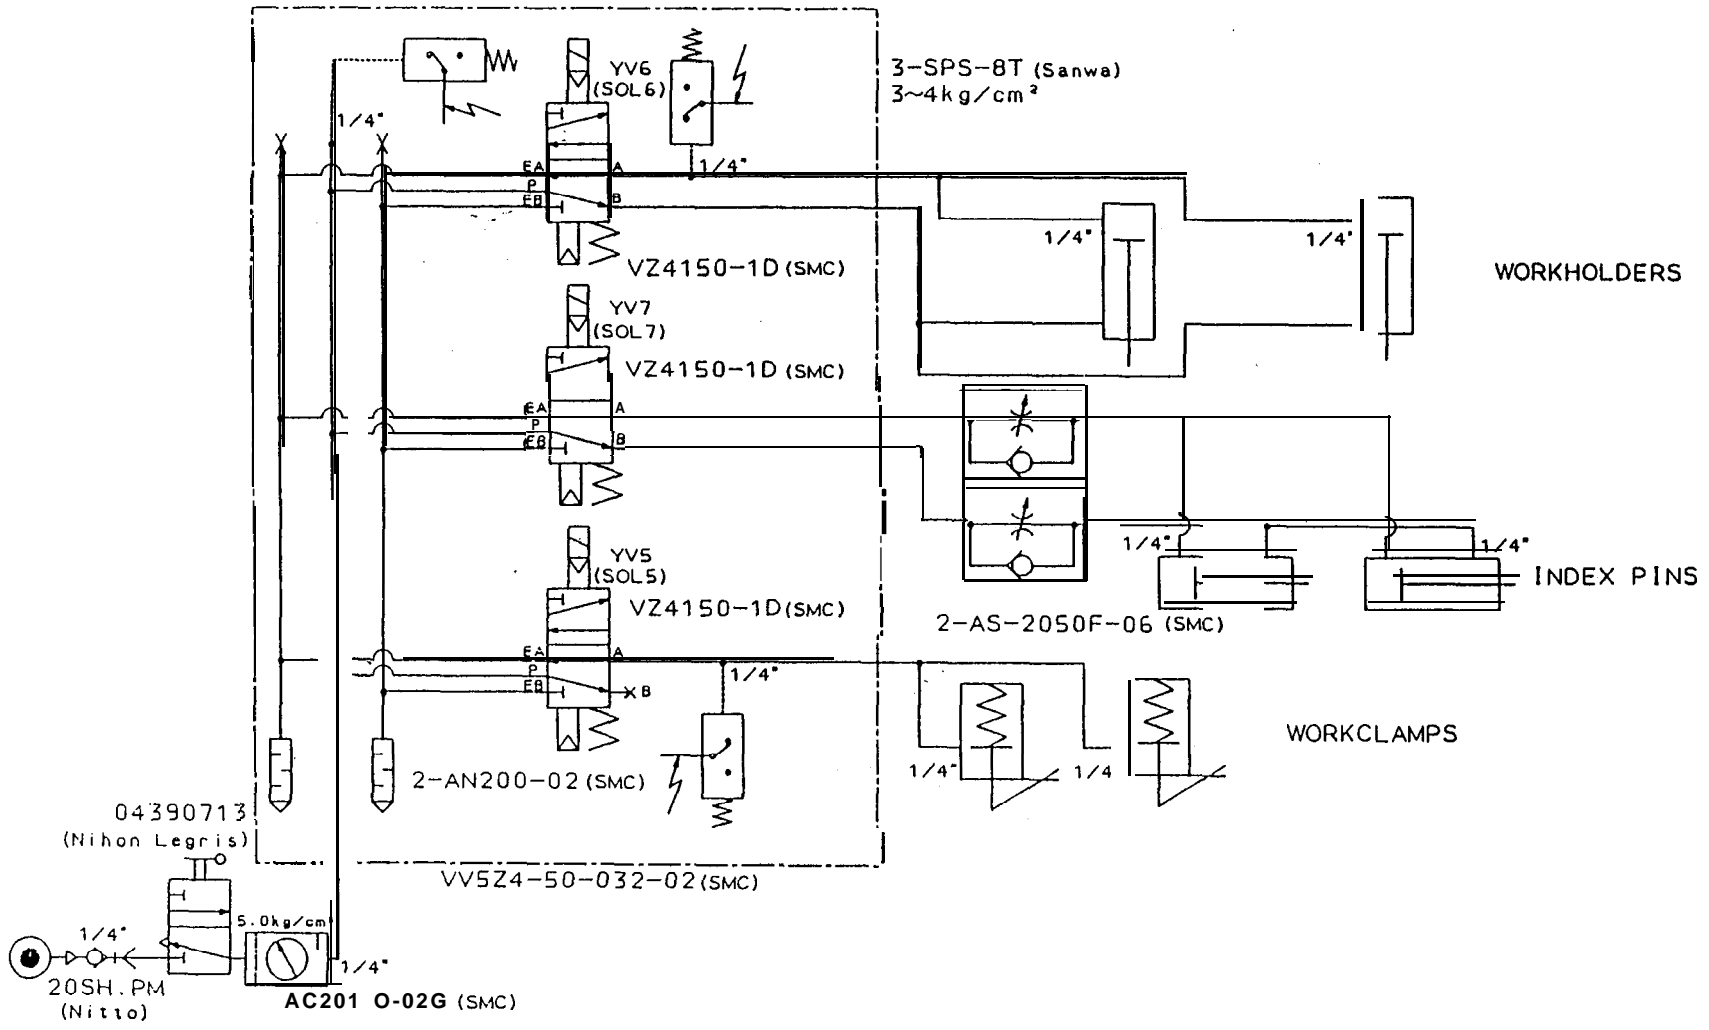 YV6
(SOL6)
3-SPS-8T (Sanwa)
3~4kg/cm²
1/4"
EA
A
1/4"
P
EB
B
1/4"
1/4"
VZ4150-1D (SMC)
WORKHOLDERS
YV7
(SOL7)
VZ4150-1D (SMC)
EA
A
P
EB
B
1/4"
1/4"
YV5
(SOL5)
INDEX PINS
VZ4150-1D (SMC)
2-AS-2050F-06 (SMC)
EA
A
P
1/4"
EB
B
WORKCLAMPS
1/4"
1/4
2-AN200-02 (SMC)
04390713
(Nihon Legris)
VV5Z4-50-032-02 (SMC)
5.0kg/cm
1/4"
1/4"
20SH.PM
(Nitto)
AC201 O-02G (SMC)